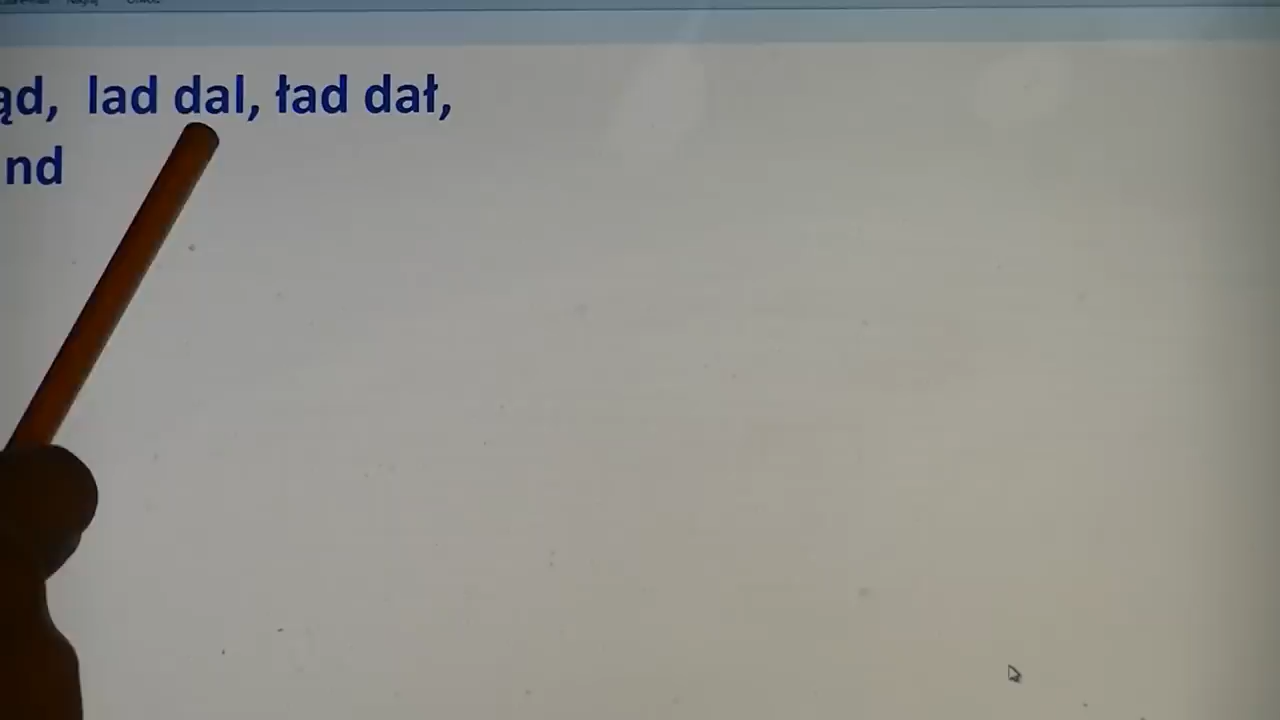 ąd, lad dal, ład dał,
nd